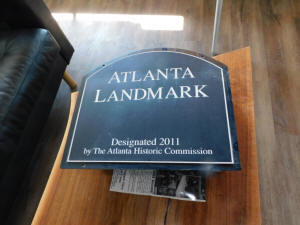 ATLANTA
LANDMARK
Designated 2011
by The Atlanta Historic Commission